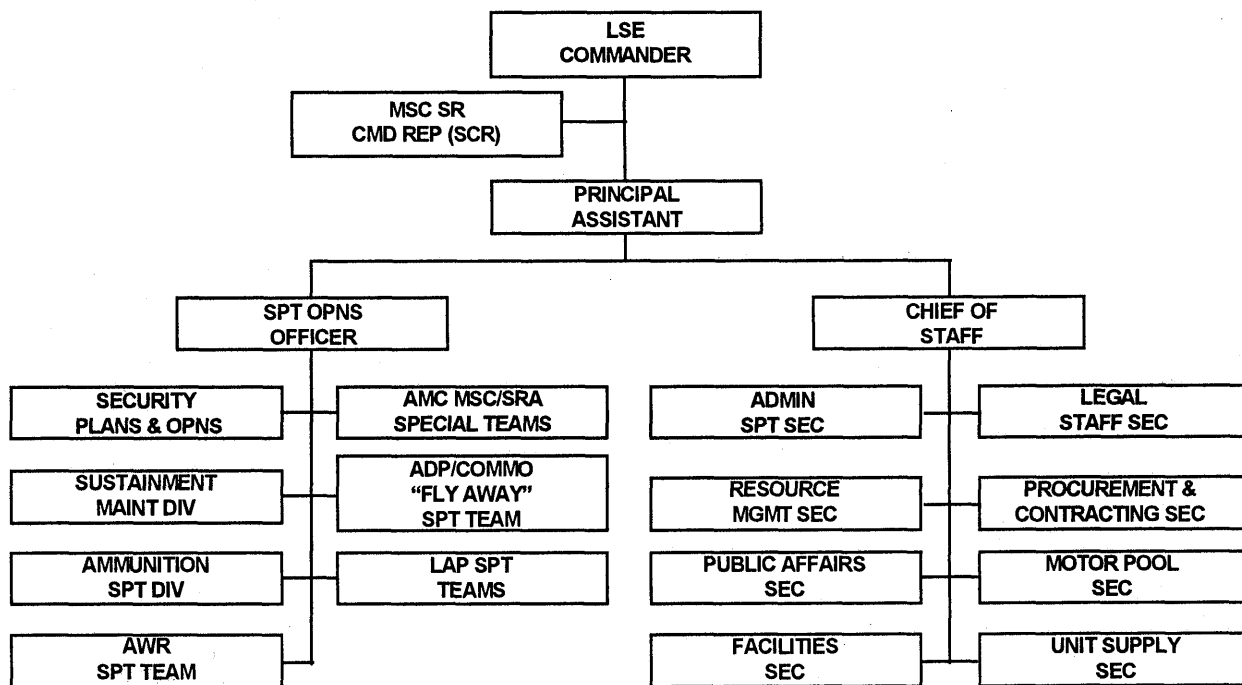 LSE
COMMANDER
MSC SR
CMD REP (SCR)
PRINCIPAL
ASSISTANT
SPT OPNS
OFFICER
CHIEF OF
STAFF
SECURITY
PLANS & OPNS
AMC MSC/SRA
SPECIAL TEAMS
ADMIN
SPT SEC
LEGAL
STAFF SEC
SUSTAINMENT
MAINT DIV
ADP/COMMO
“FLY AWAY”
SPT TEAM
RESOURCE
MGMT SEC
PROCUREMENT &
CONTRACTING SEC
AMMUNITION
SPT DIV
LAP SPT
TEAMS
PUBLIC AFFAIRS
SEC
MOTOR POOL
SEC
AWR
SPT TEAM
FACILITIES
SEC
UNIT SUPPLY
SEC